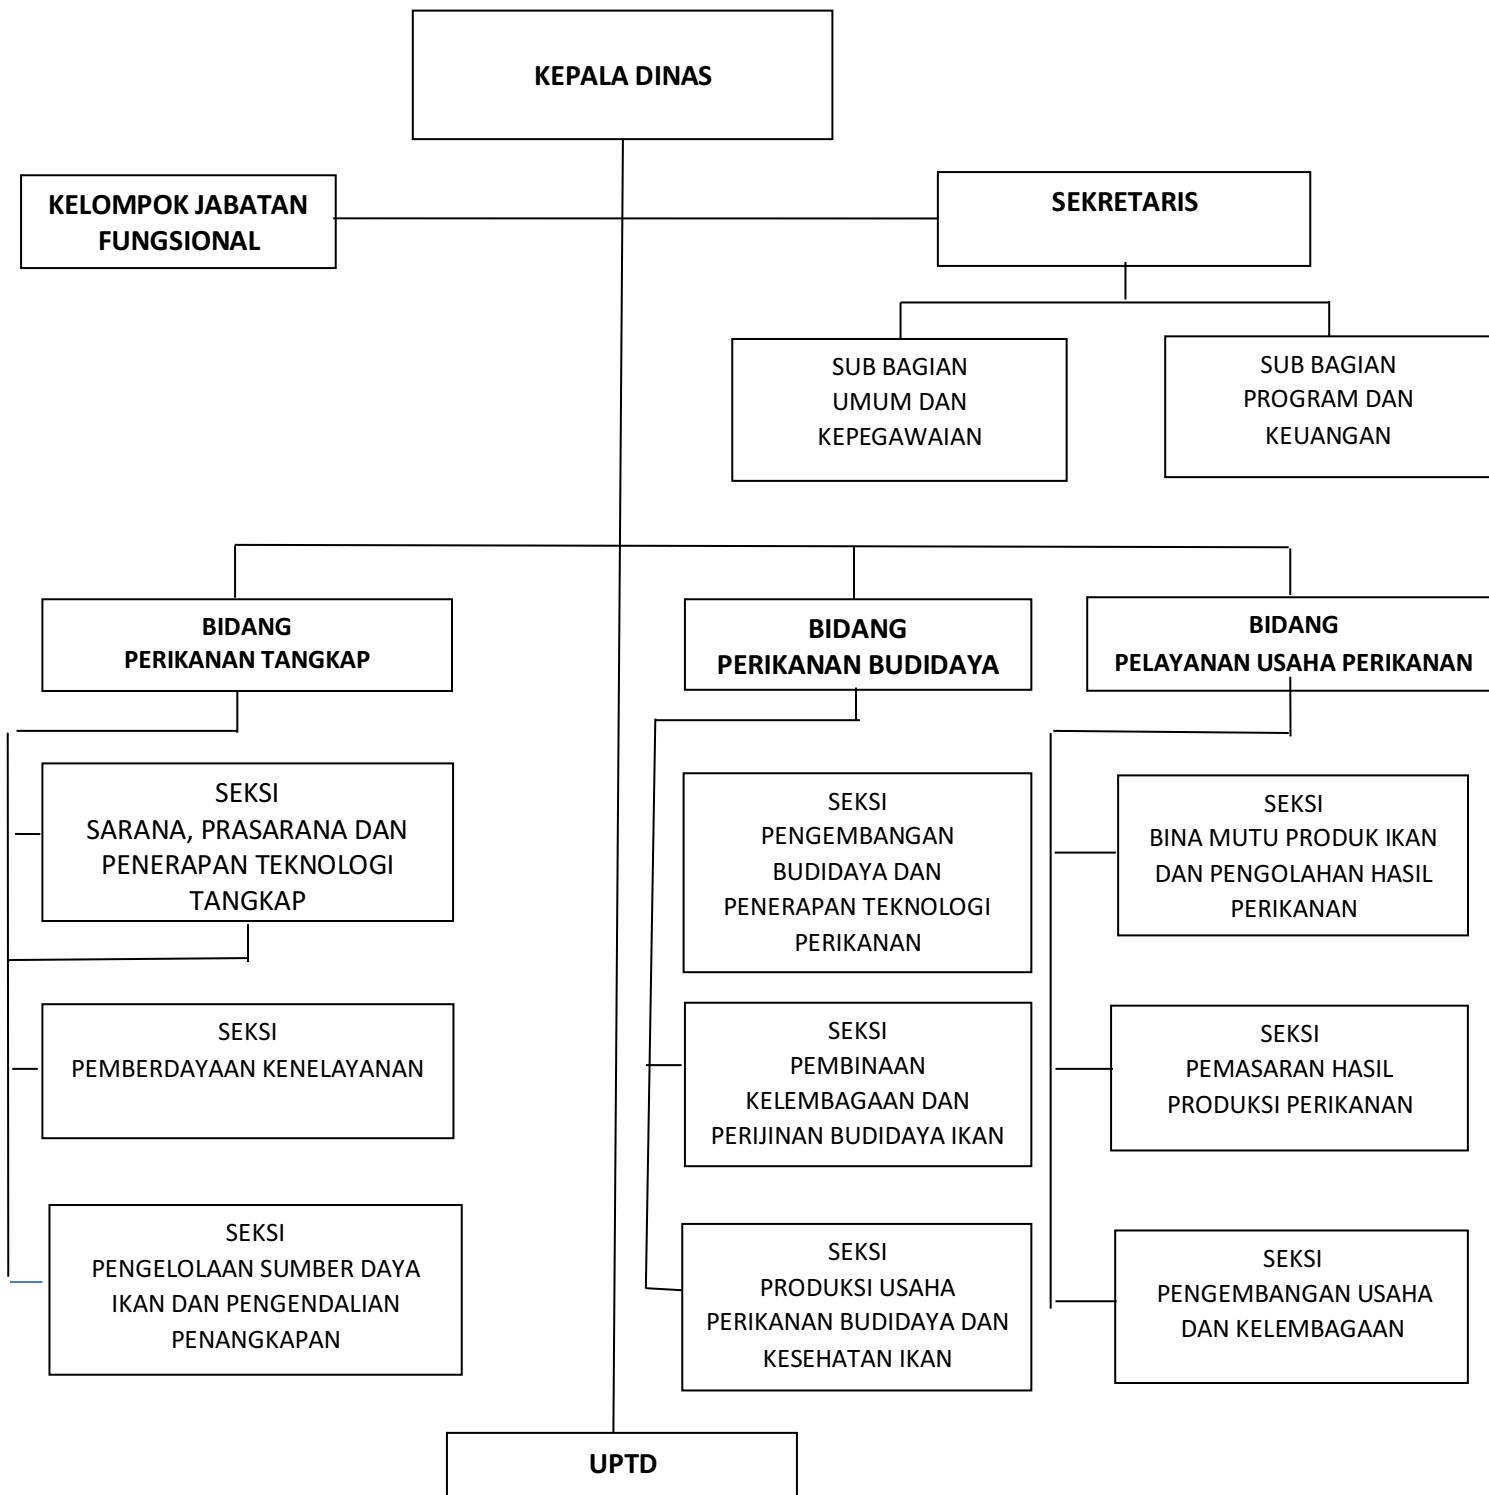 KEPALA DINAS
KELOMPOK JABATAN
FUNGSIONAL
SEKRETARIS
SUB BAGIAN
UMUM DAN
KEPEGAWAIAN
SUB BAGIAN
PROGRAM DAN
KEUANGAN
BIDANG
PERIKANAN TANGKAP
BIDANG
PERIKANAN BUDIDAYA
BIDANG
PELAYANAN USAHA PERIKANAN
SEKSI
SARANA, PRASARANA DAN
PENERAPAN TEKNOLOGI
TANGKAP
SEKSI
PEMBERDAYAAN KENELAYANAN
SEKSI
PENGELOLAAN SUMBER DAYA
IKAN DAN PENGENDALIAN
PENANGKAPAN
SEKSI
PENGEMBANGAN
BUDIDAYA DAN
PENERAPAN TEKNOLOGI
PERIKANAN
SEKSI
PEMBINAAN
KELEMBAGAAN DAN
PERIJINAN BUDIDAYA IKAN
SEKSI
PRODUKSI USAHA
PERIKANAN BUDIDAYA DAN
KESEHATAN IKAN
SEKSI
BINA MUTU PRODUK IKAN
DAN PENGOLAHAN HASIL
PERIKANAN
SEKSI
PEMASARAN HASIL
PRODUKSI PERIKANAN
SEKSI
PENGEMBANGAN USAHA
DAN KELEMBAGAAN
UPTD